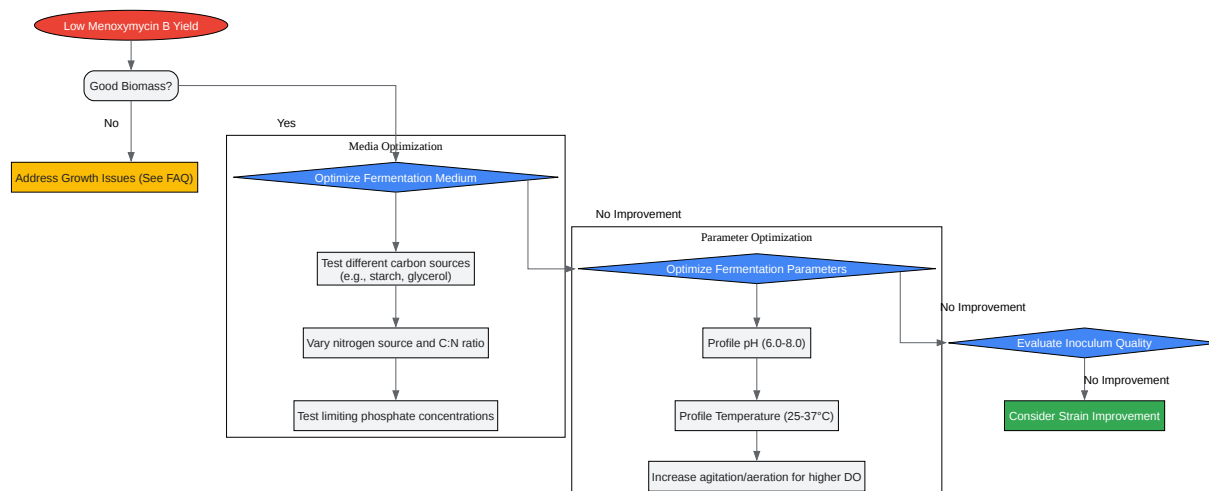 Low Menoxymycin B Yield
Good Biomass?
No
Yes
Address Growth Issues (See FAQ)
Media Optimization
Optimize Fermentation Medium
Test different carbon sources
(e.g., starch, glycerol)
Vary nitrogen source and C:N ratio
Test limiting phosphate concentrations
No Improvement
Parameter Optimization
Optimize Fermentation Parameters
Profile pH (6.0-8.0)
Profile Temperature (25-37°C)
Increase agitation/aeration for higher DO
No Improvement
Evaluate Inoculum Quality
No Improvement
Consider Strain Improvement